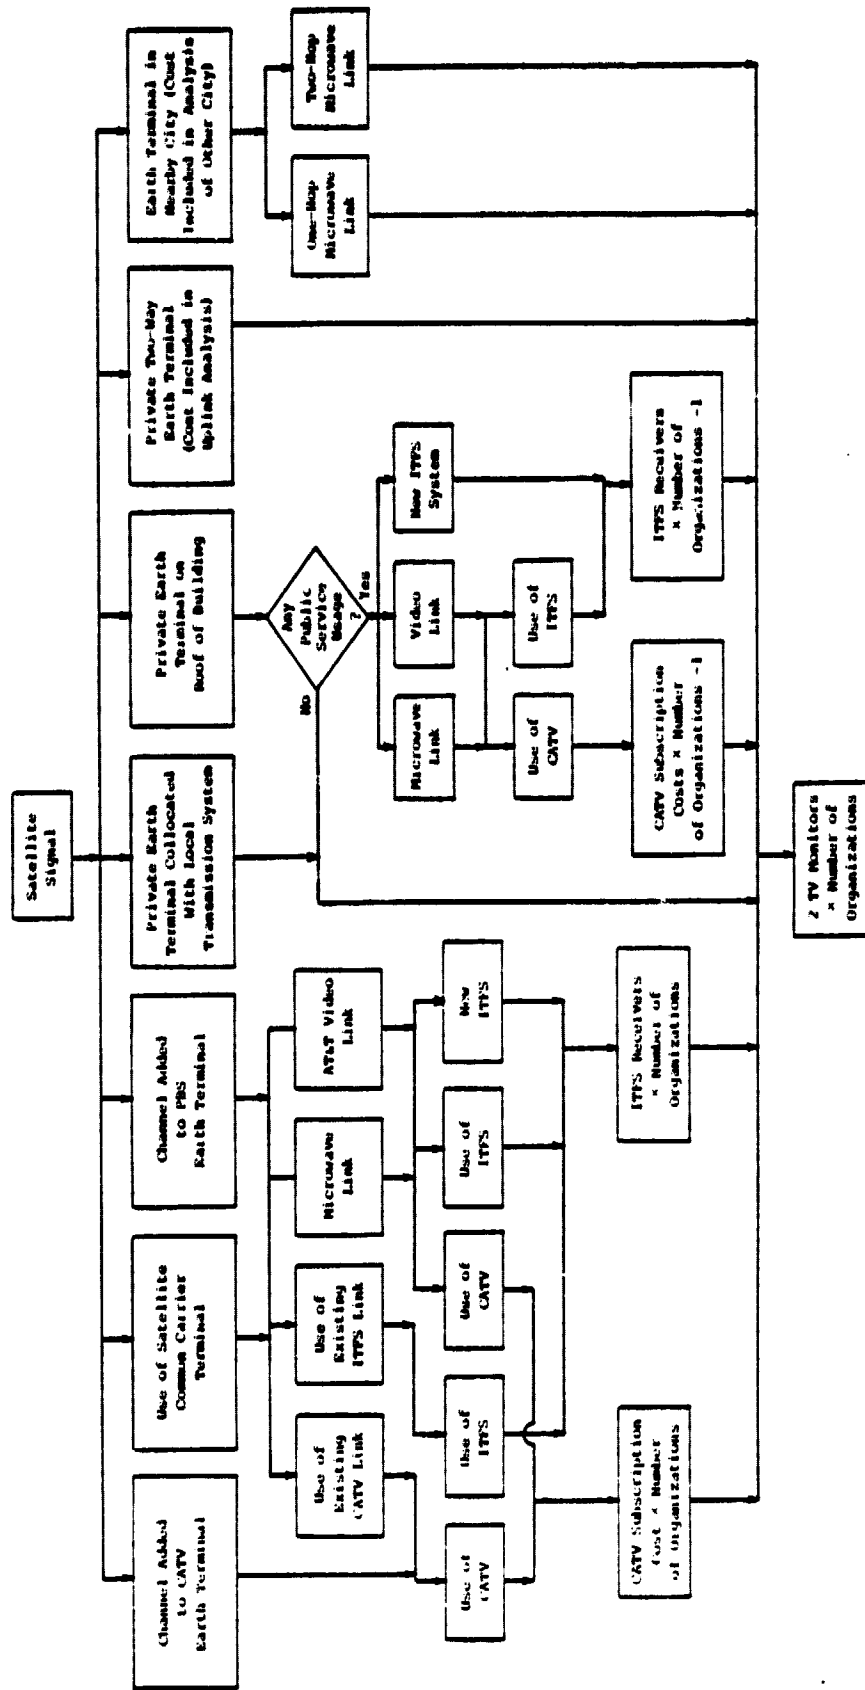 Satellite
Signal
Channel Added
to CATV
Earth Terminal
Use of Satellite
Common Carrier
Terminal
Channel Added
to PBS
Earth Terminal
Private Earth
Terminal Collocated
With Local
Transmission System
Private Earth
Terminal on
Roof of Building
Private Two-Way
Earth Terminal
(Cost Included in
Uplink Analysis)
Earth Terminal in
Nearby City (Cost
Included in Analysis
of Other City)
Use of
Existing
CATV Link
Use of
Existing
ITFS Link
Microwave
Link
AT&T Video
Link
Any
Public
Service
Usage
?
No
Yes
One-Hop
Microwave
Link
Two-Hop
Microwave
Link
Microwave
Link
Video
Link
New ITFS
System
Use of
CATV
Use of
ITFS
Use of
CATV
Use of
ITFS
New
ITFS
Use of
CATV
Use of
ITFS
CATV Subscription
Cost × Number
of Organizations
ITFS Receivers
× Number of
Organizations
CATV Subscription
Costs × Number
of Organizations -1
ITFS Receivers
× Number of
Organizations -1
2 TV Monitors
× Number of
Organizations